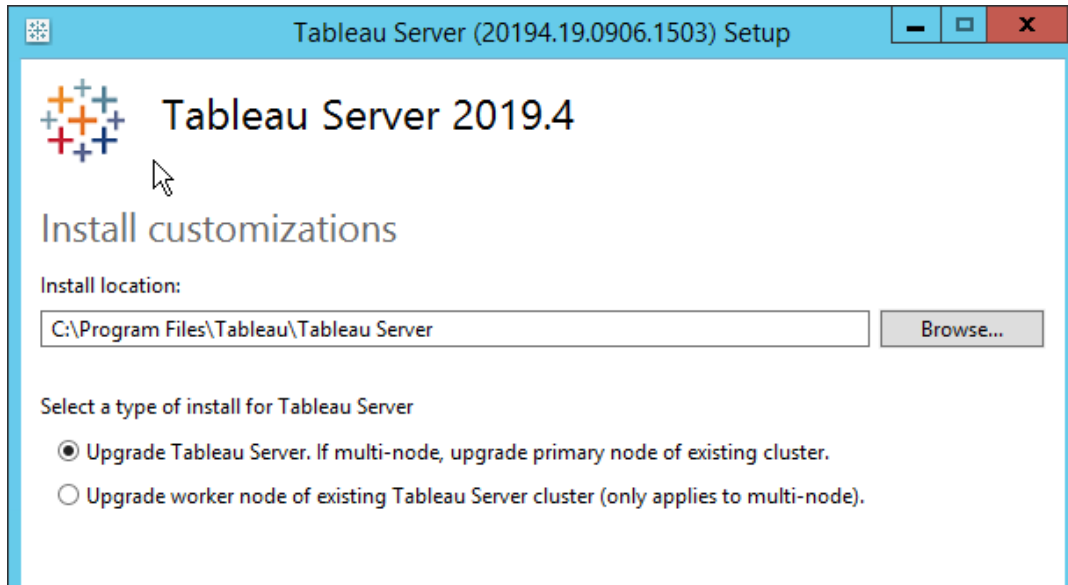 Tableau Server (20194.19.0906.1503) Setup
Tableau Server 2019.4
Install customizations
Install location:
C:\Program Files\Tableau\Tableau Server
Browse...
Select a type of install for Tableau Server
Upgrade Tableau Server. If multi-node, upgrade primary node of existing cluster.
Upgrade worker node of existing Tableau Server cluster (only applies to multi-node).